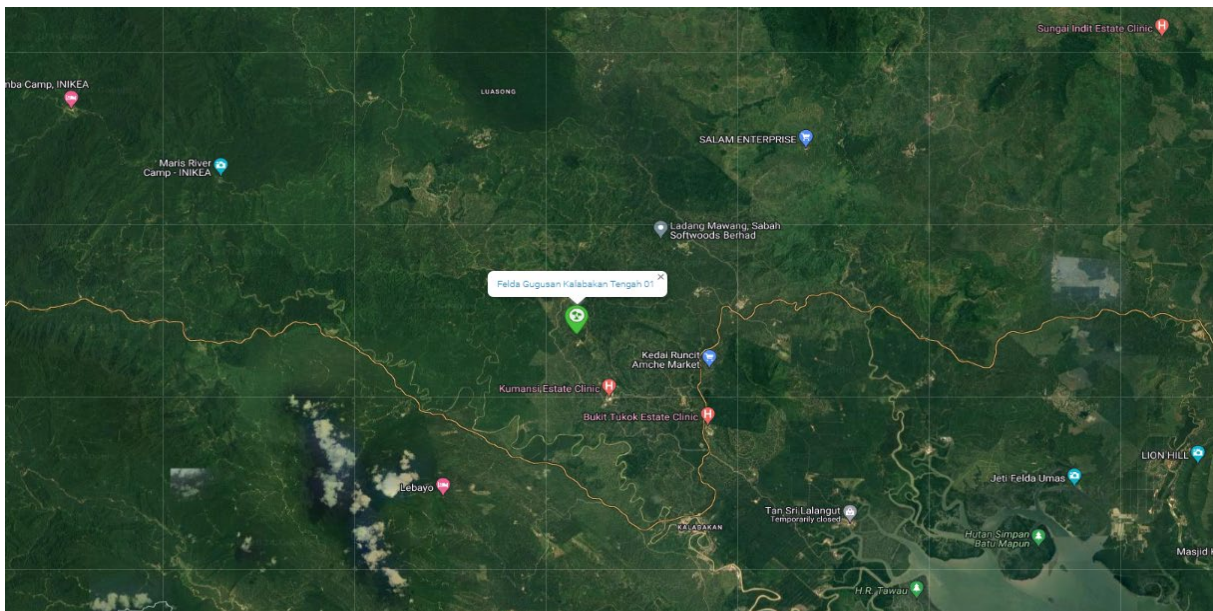 Sungai Indit Estate Clinic
mba Camp, INIKEA
LUASONG
SALAM ENTERPRISE
Maris River
Camp - INIKEA
Ladang Mawang, Sabah
Softwoods Berhad
Felda Gugusan Kalabakan Tengah 01
×
Kedai Runcit
Amche Market
Kumansi Estate Clinic
Bukit Tukok Estate Clinic
LION HILL
Jeti Felda Umas
Lebayo
Tan Sri Lalangut
Temporarily closed
KALABAKAN
Hutan Simpan
Batu Mapun
Masjid
H.R. Tawau